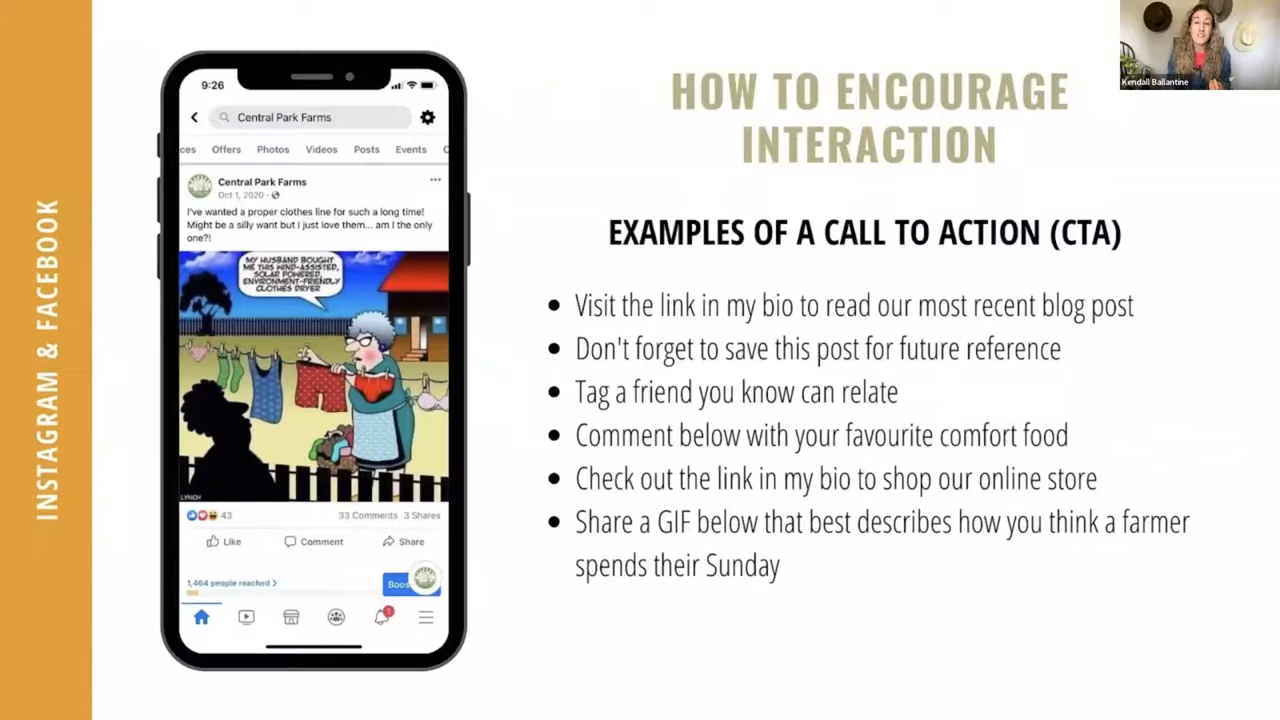 INSTAGRAM & FACEBOOK
9:26
Central Park Farms
ces Offers Photos Videos Posts Events
Central Park Farms
Oct 1, 2020
I've wanted a proper clothes line for such a long time!
Might be a silly want but I just love them... am I the only
one?!
MY HUSBAND BOUGHT
ME THIS WIND-ASSISTED,
SOLAR POWERED,
ENVIRONMENT-FRIENDLY
CLOTHES DRYER
LYNCH
43 33 Comments 3 Shares
Like Comment Share
1,464 people reached >
Boos
1
HOW TO ENCOURAGE
INTERACTION
EXAMPLES OF A CALL TO ACTION (CTA)
• Visit the link in my bio to read our most recent blog post
• Don't forget to save this post for future reference
• Tag a friend you know can relate
• Comment below with your favourite comfort food
• Check out the link in my bio to shop our online store
• Share a GIF below that best describes how you think a farmer
spends their Sunday
Kendall Ballantine